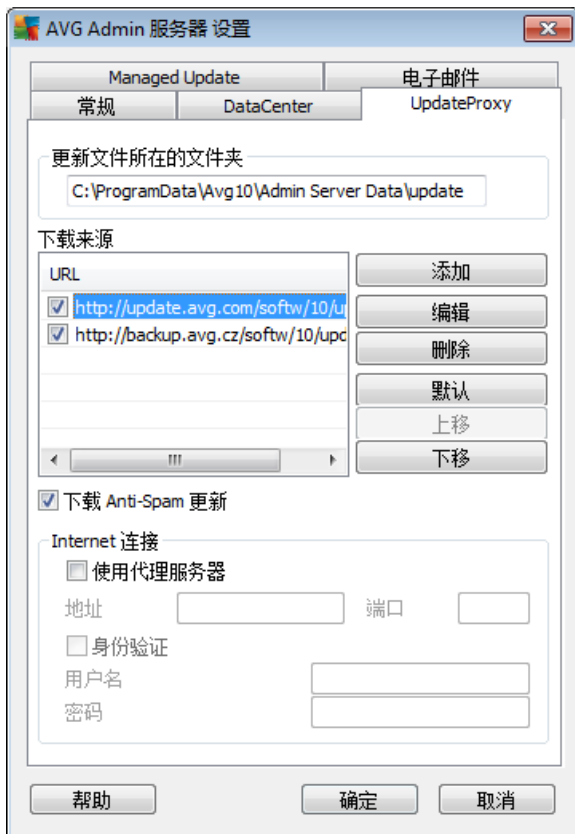 AVG Admin 服务器 设置
Managed Update
电子邮件
常规
DataCenter
UpdateProxy
更新文件所在的文件夹
C:\ProgramData\Avg10\Admin Server Data\update
下载来源
URL
http://update.avg.com/softw/10/u
http://backup.avg.cz/softw/10/upd
添加
编辑
删除
默认
上移
下移
下载 Anti-Spam 更新
Internet 连接
使用代理服务器
地址
端口
身份验证
用户名
密码
帮助
确定
取消